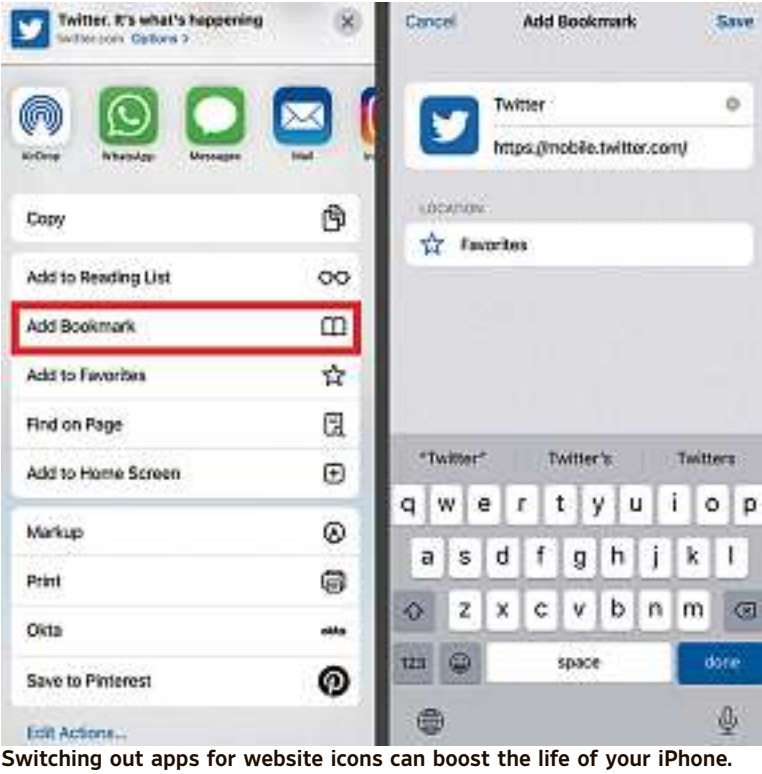 Twitter. It's what's happening
twitter.com Options >
AirDrop WhatsApp Messages Mail
Copy
Add to Reading List
Add Bookmark
Add to Favorites
Find on Page
Add to Home Screen
Markup
Print
Okta
okta
Save to Pinterest
Edit Actions...
Cancel Add Bookmark Save
Twitter
https://mobile.twitter.com/
LOCATION
Favorites
"Twitter" Twitter's Twitters
q w e r t y u i o p
a s d f g h j k l
z x c v b n m
123 space done
Switching out apps for website icons can boost the life of your iPhone.